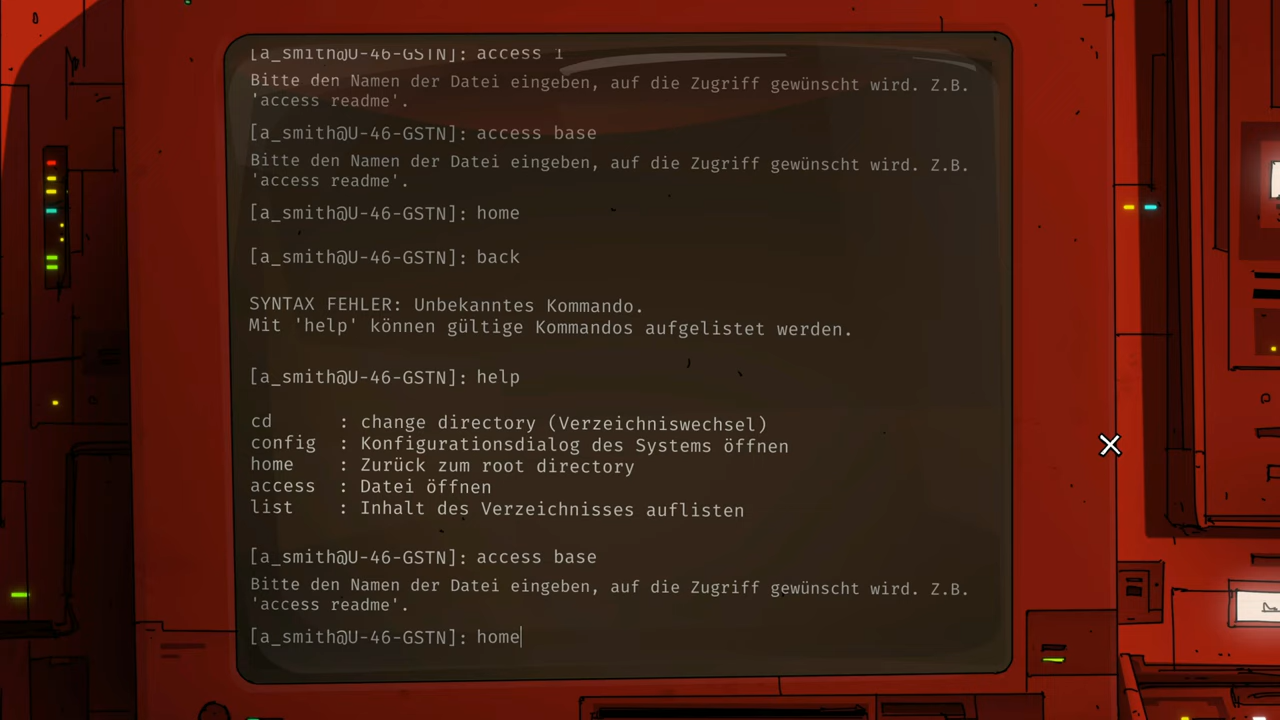 [a_smith@U-46-GSTN]: access 1
Bitte den Namen der Datei eingeben, auf die Zugriff gewünscht wird. Z.B.
'access readme'.
[a_smith@U-46-GSTN]: access base
Bitte den Namen der Datei eingeben, auf die Zugriff gewünscht wird. Z.B.
'access readme'.
[a_smith@U-46-GSTN]: home
[a_smith@U-46-GSTN]: back
SYNTAX FEHLER: Unbekanntes Kommando.
Mit 'help' können gültige Kommandos aufgelistet werden.
[a_smith@U-46-GSTN]: help
cd : change directory (Verzeichniswechsel)
config : Konfigurationsdialog des Systems öffnen
home : Zurück zum root directory
access : Datei öffnen
list : Inhalt des Verzeichnisses auflisten
[a_smith@U-46-GSTN]: access base
Bitte den Namen der Datei eingeben, auf die Zugriff gewünscht wird. Z.B.
'access readme'.
[a_smith@U-46-GSTN]: home